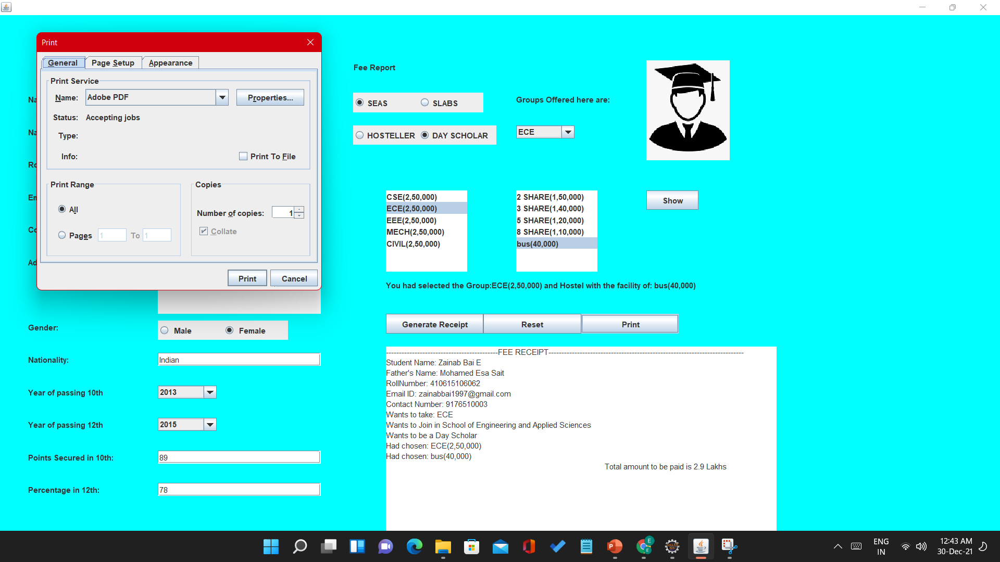 Print
General
Page Setup
Appearance
Print Service
Name: Adobe PDF Properties...
Status: Accepting jobs
Type:
Info: Print To File
Print Range
All
Pages 1 To 1
Copies
Number of copies: 1
Collate
Print Cancel
Na
Na
Ro
Em
Co
Ad
Gender: Male Female
Nationality: Indian
Year of passing 10th 2013
Year of passing 12th 2015
Points Secured in 10th: 89
Percentage in 12th: 78
Fee Report
SEAS SLABS
Groups Offered here are:
HOSTELLER DAY SCHOLAR
ECE
CSE(2,50,000)
ECE(2,50,000)
EEE(2,50,000)
MECH(2,50,000)
CIVIL(2,50,000)
2 SHARE(1,50,000)
3 SHARE(1,40,000)
5 SHARE(1,20,000)
8 SHARE(1,10,000)
bus(40,000)
Show
You had selected the Group:ECE(2,50,000) and Hostel with the facility of: bus(40,000)
Generate Receipt Reset Print
-------------------------------------------FEE RECEIPT---------------------------------------------------------------------------
Student Name: Zainab Bai E
Father's Name: Mohamed Esa Sait
RollNumber: 410615106062
Email ID: zainabbai1997@gmail.com
Contact Number: 9176510003
Wants to take: ECE
Wants to Join in School of Engineering and Applied Sciences
Wants to be a Day Scholar
Had chosen: ECE(2,50,000)
Had chosen: bus(40,000)
Total amount to be paid is 2.9 Lakhs
ENG
IN
12:43 AM
30-Dec-21